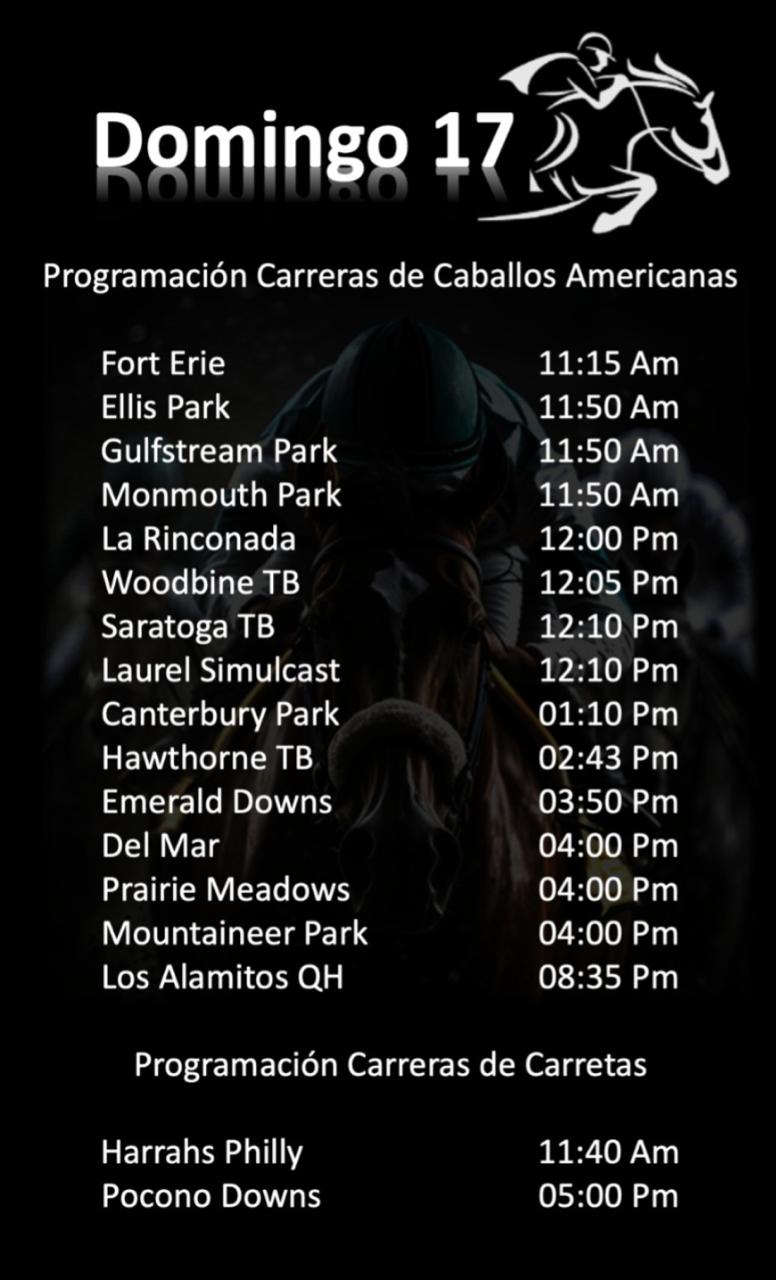 Domingo 17
Programación Carreras de Caballos Americanas
Fort Erie 11:15 Am
Ellis Park 11:50 Am
Gulfstream Park 11:50 Am
Monmouth Park 11:50 Am
La Rinconada 12:00 Pm
Woodbine TB 12:05 Pm
Saratoga TB 12:10 Pm
Laurel Simulcast 12:10 Pm
Canterbury Park 01:10 Pm
Hawthorne TB 02:43 Pm
Emerald Downs 03:50 Pm
Del Mar 04:00 Pm
Prairie Meadows 04:00 Pm
Mountaineer Park 04:00 Pm
Los Alamitos QH 08:35 Pm
Programación Carreras de Carretas
Harrahs Philly 11:40 Am
Pocono Downs 05:00 Pm